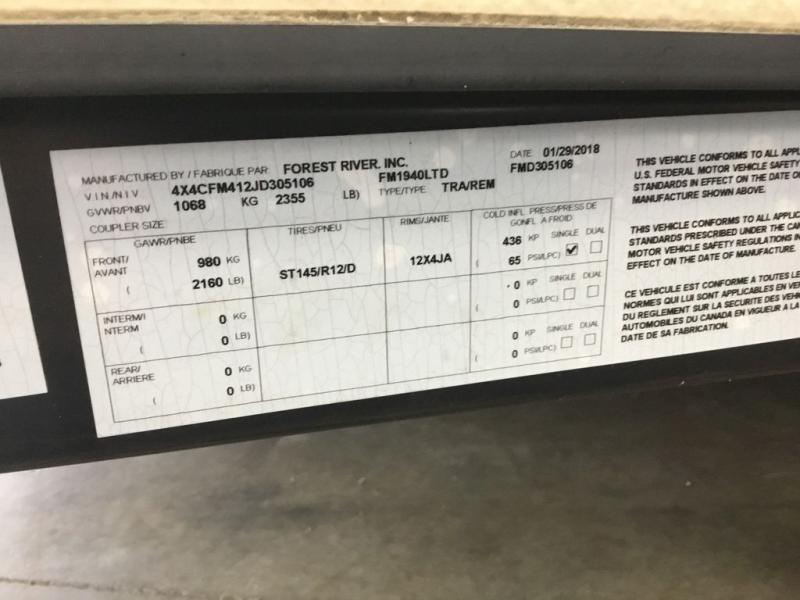 MANUFACTURED BY / FABRIQUE PAR FOREST RIVER, INC. DATE 01/29/2018
V I N /N I V 4X4CFM412JD305106 FM1940LTD FMD305106
GVWR/PNBV 1068 KG 2355 LB) TYPE/TYPE TRA/REM
COUPLER SIZE
GAWR/PNBE TIRES/PNEU RIMS/JANTE COLD INFL. PRESS/PRESS DE
GONFL. A FROID
FRONT/ 980 KG ST145/R12/D 12X4JA 436 KP SINGLE DUAL
AVANT ( 2160 LB) ( 65 PSI/LPC)
INTERM/I 0 KG 0 KP SINGLE DUAL
NTERM ( 0 LB) ( 0 PSI/LPC)
REAR/ 0 KG 0 KP SINGLE DUAL
ARRIERE ( 0 LB) ( 0 PSI/LPC)
THIS VEHICLE CONFORMS TO ALL APPL
U.S. FEDERAL MOTOR VEHICLE SAFETY
STANDARDS IN EFFECT ON THE DATE O
MANUFACTURE SHOWN ABOVE.
THIS VEHICLE CONFORMS TO ALL APPLIC
STANDARDS PRESCRIBED UNDER THE CA
MOTOR VEHICLE SAFETY REGULATIONS IN
EFFECT ON THE DATE OF MANUFACTURE.
CE VEHICULE EST CONFORME A TOUTES LE
NORMES QUI LUI SONT APPLICABLES EN VE
DU REGLEMENT SUR LA SECURITE DES VEH
AUTOMOBILES DU CANADA EN VIGUEUR A LA
DATE DE SA FABRICATION.